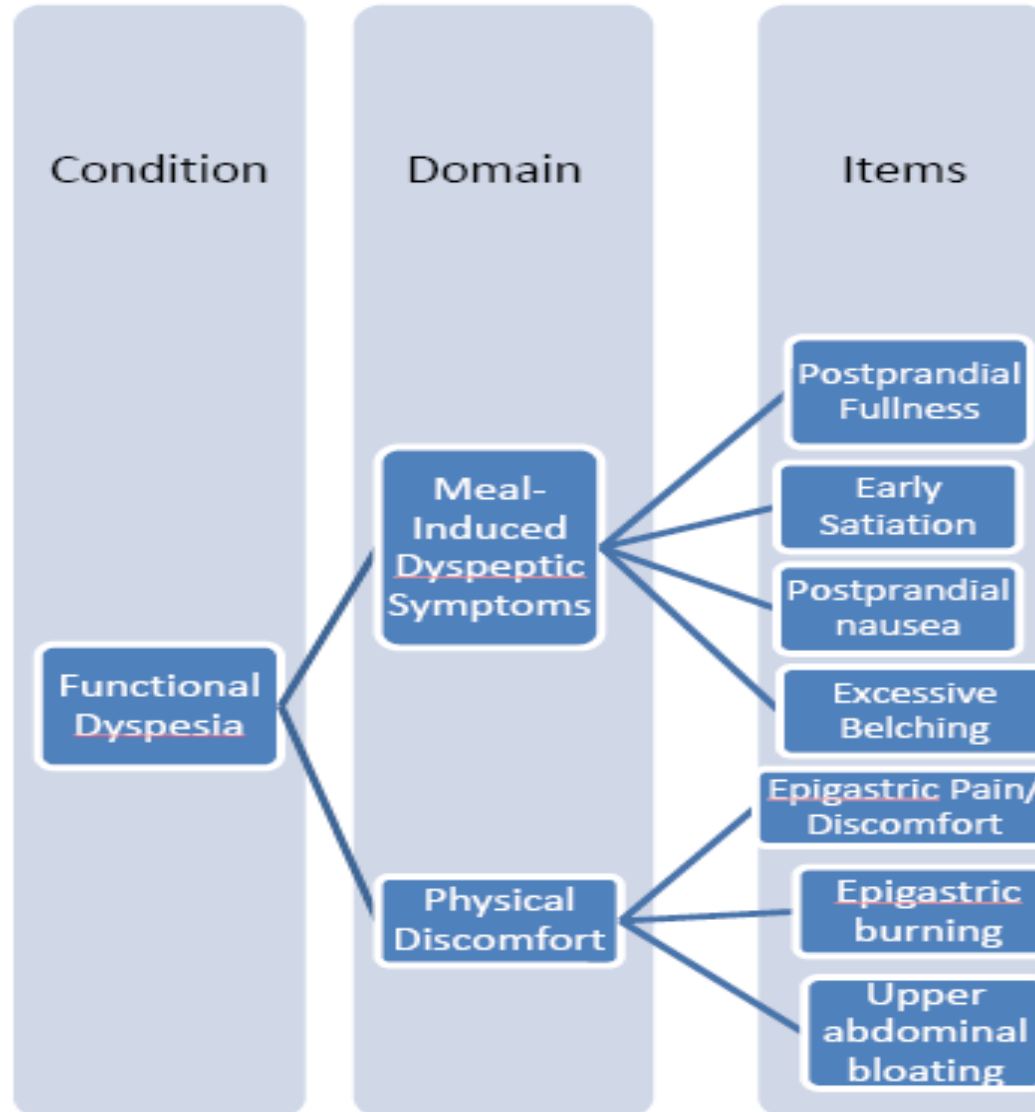 Condition
Domain
Items
Functional
Dyspesia
Meal-
Induced
Dyspeptic
Symptoms
Physical
Discomfort
Postprandial
Fullness
Early
Satiation
Postprandial
nausea
Excessive
Belching
Epigastric Pain/
Discomfort
Epigastric
burning
Upper
abdominal
bloating